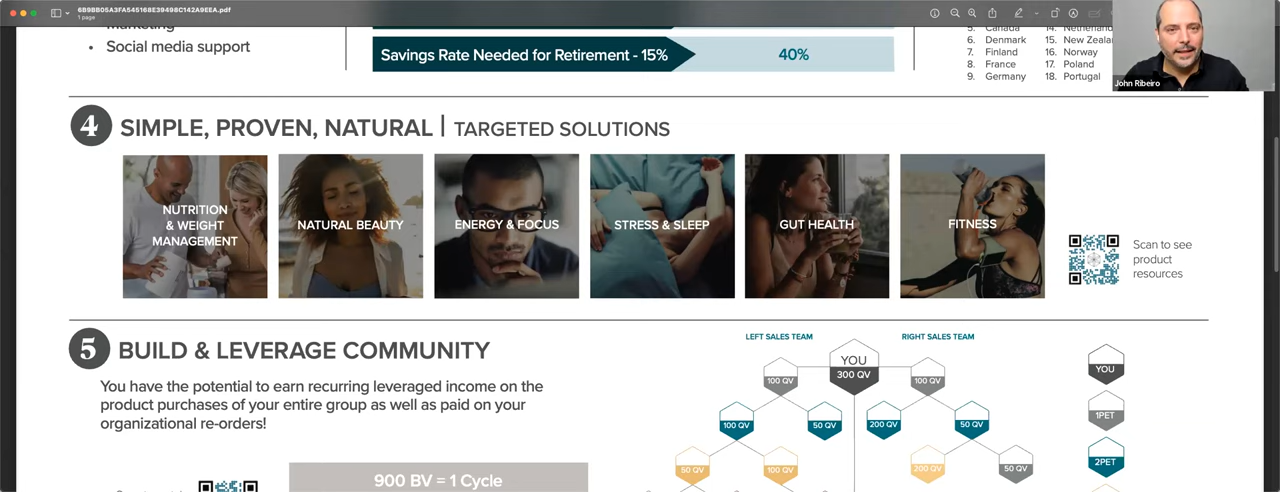 6B9BB05A3FA545168E39498C142A9EEA.pdf
1 page
Marketing
• Social media support
Savings Rate Needed for Retirement - 15%
40%
5. Canada
6. Denmark
7. Finland
8. France
9. Germany
15. New Zeala
16. Norway
17. Poland
18. Portugal
John Ribeiro
4 SIMPLE, PROVEN, NATURAL | TARGETED SOLUTIONS
NUTRITION
& WEIGHT
MANAGEMENT
NATURAL BEAUTY
ENERGY & FOCUS
STRESS & SLEEP
GUT HEALTH
FITNESS
Scan to see
product
resources
5 BUILD & LEVERAGE COMMUNITY
You have the potential to earn recurring leveraged income on the
product purchases of your entire group as well as paid on your
organizational re-orders!
900 BV = 1 Cycle
LEFT SALES TEAM
RIGHT SALES TEAM
YOU
300 QV
100 QV
100 QV
100 QV
50 QV
200 QV
50 QV
50 QV
100 QV
200 QV
50 QV
YOU
1PET
2PET